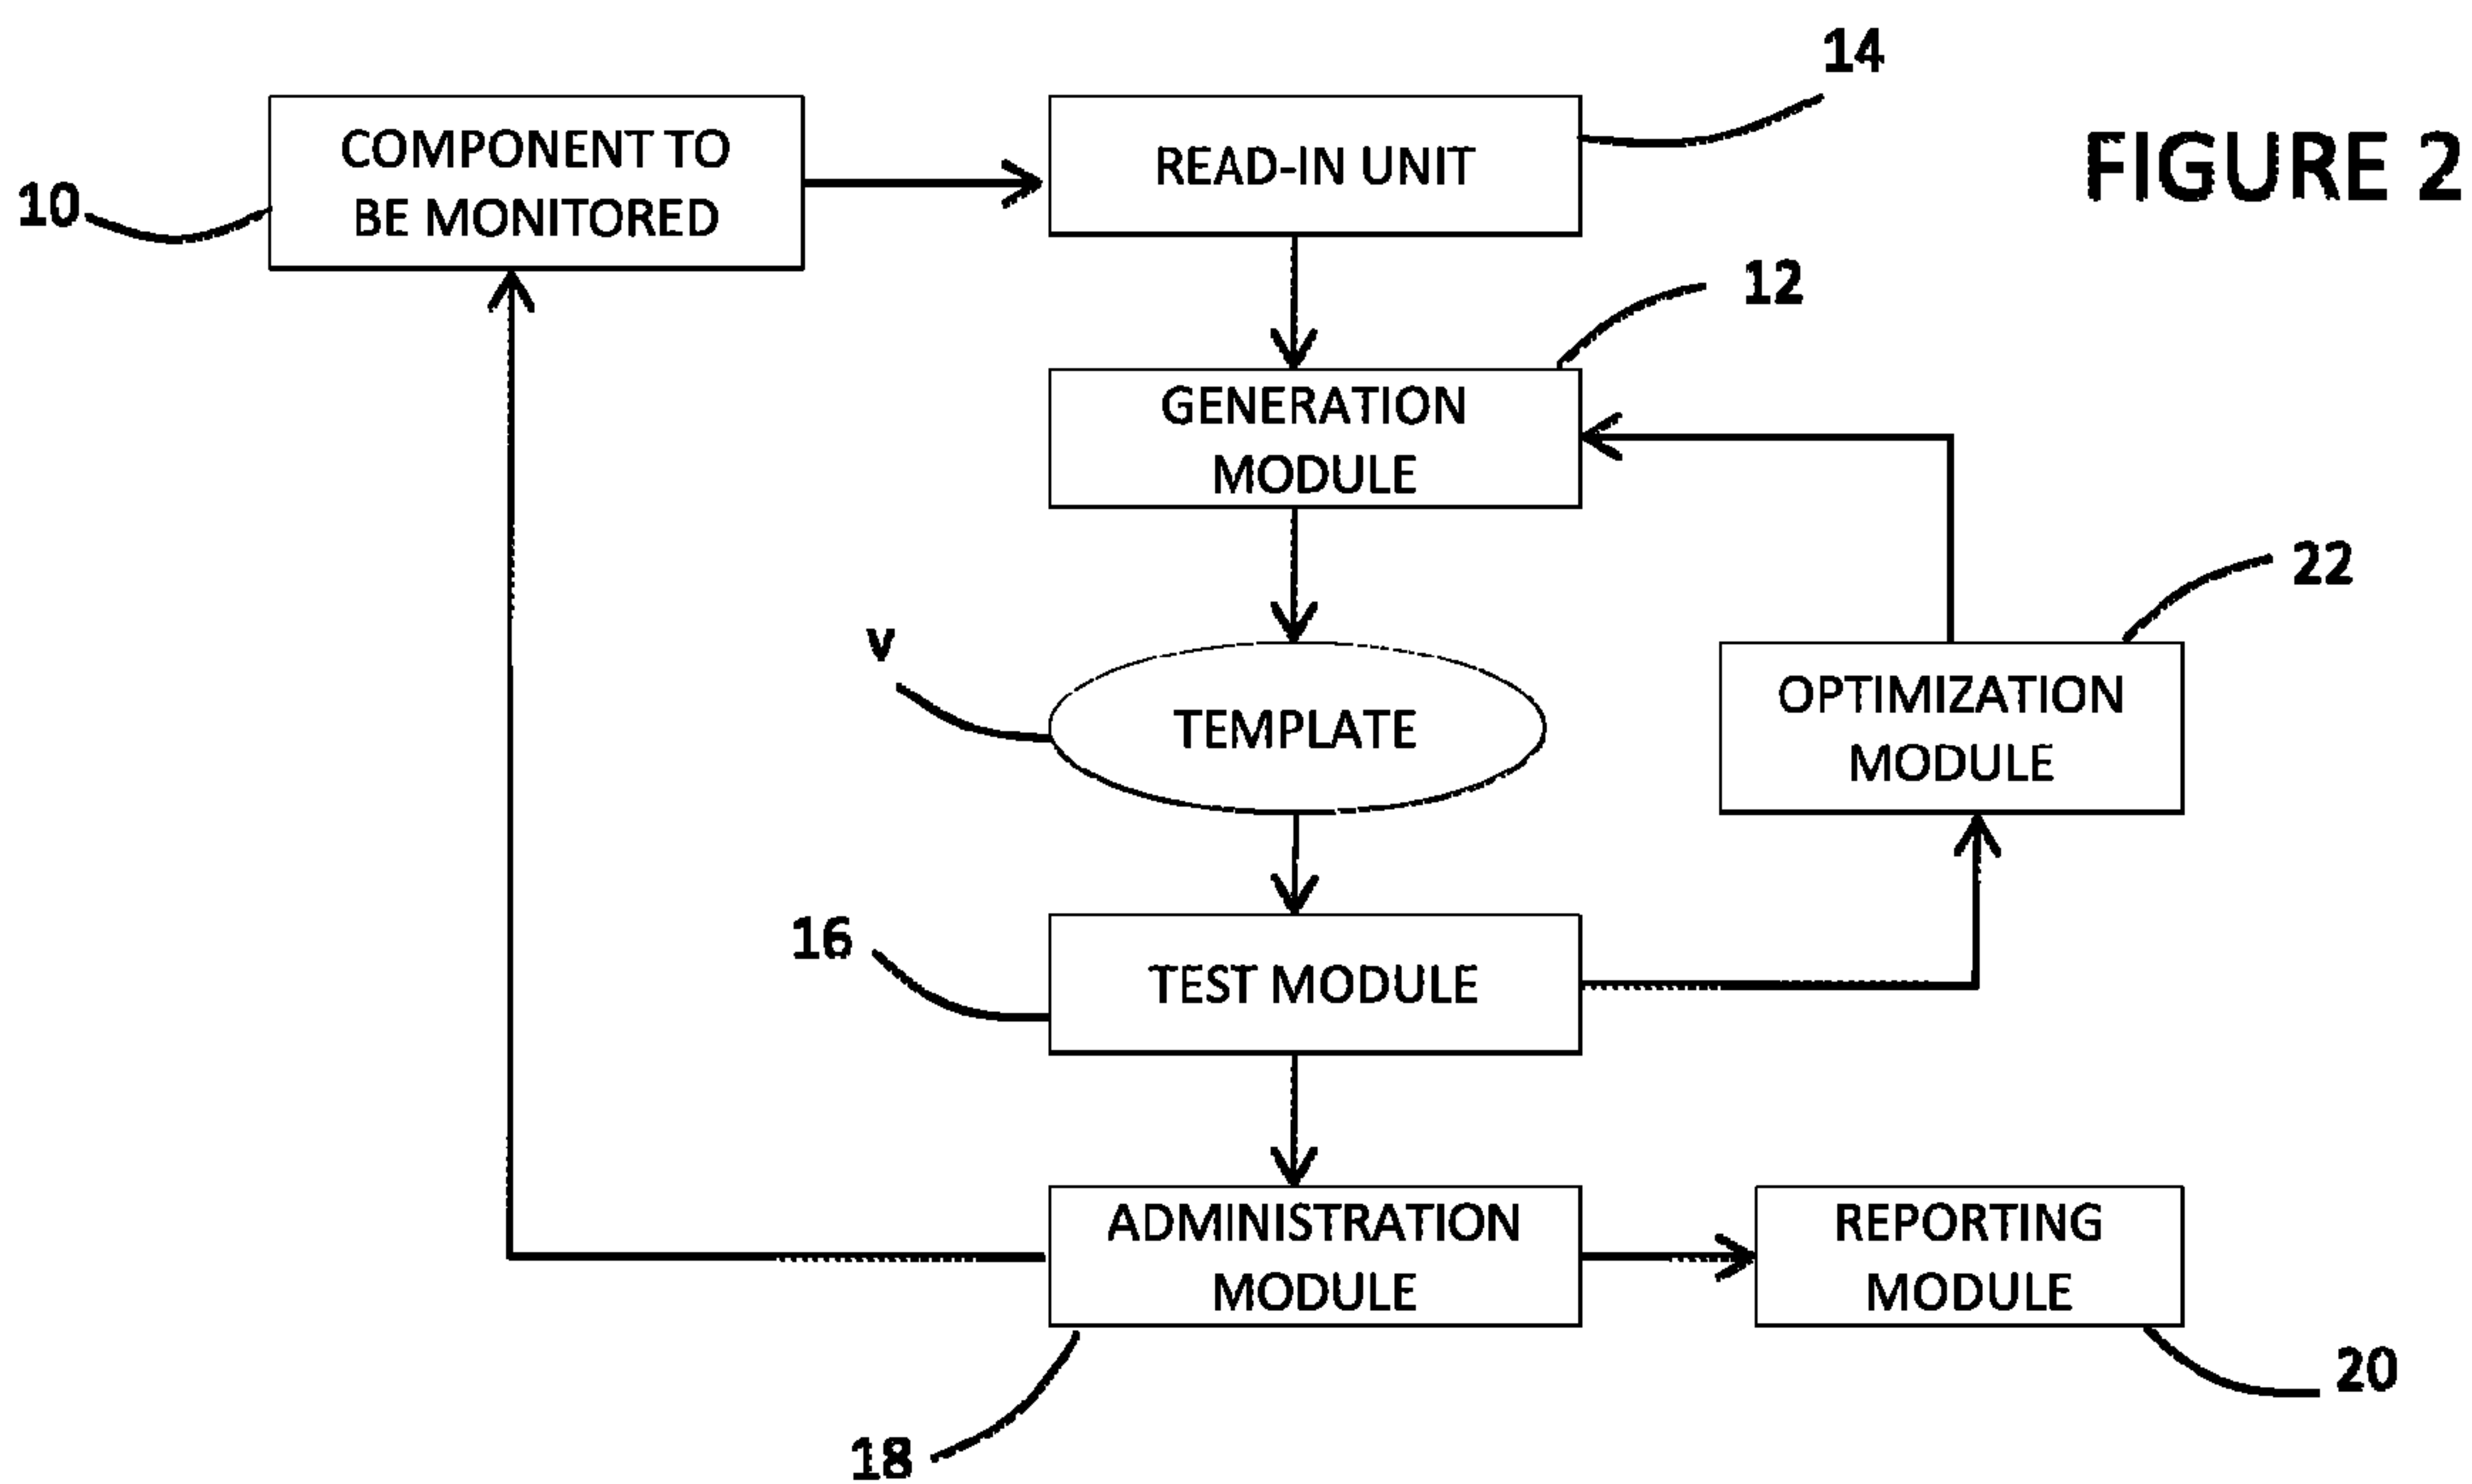 14
COMPONENT TO
BE MONITORED
READ-IN UNIT
FIGURE 2
10
12
GENERATION
MODULE
22
V
TEMPLATE
OPTIMIZATION
MODULE
16
TEST MODULE
ADMINISTRATION
MODULE
REPORTING
MODULE
20
18